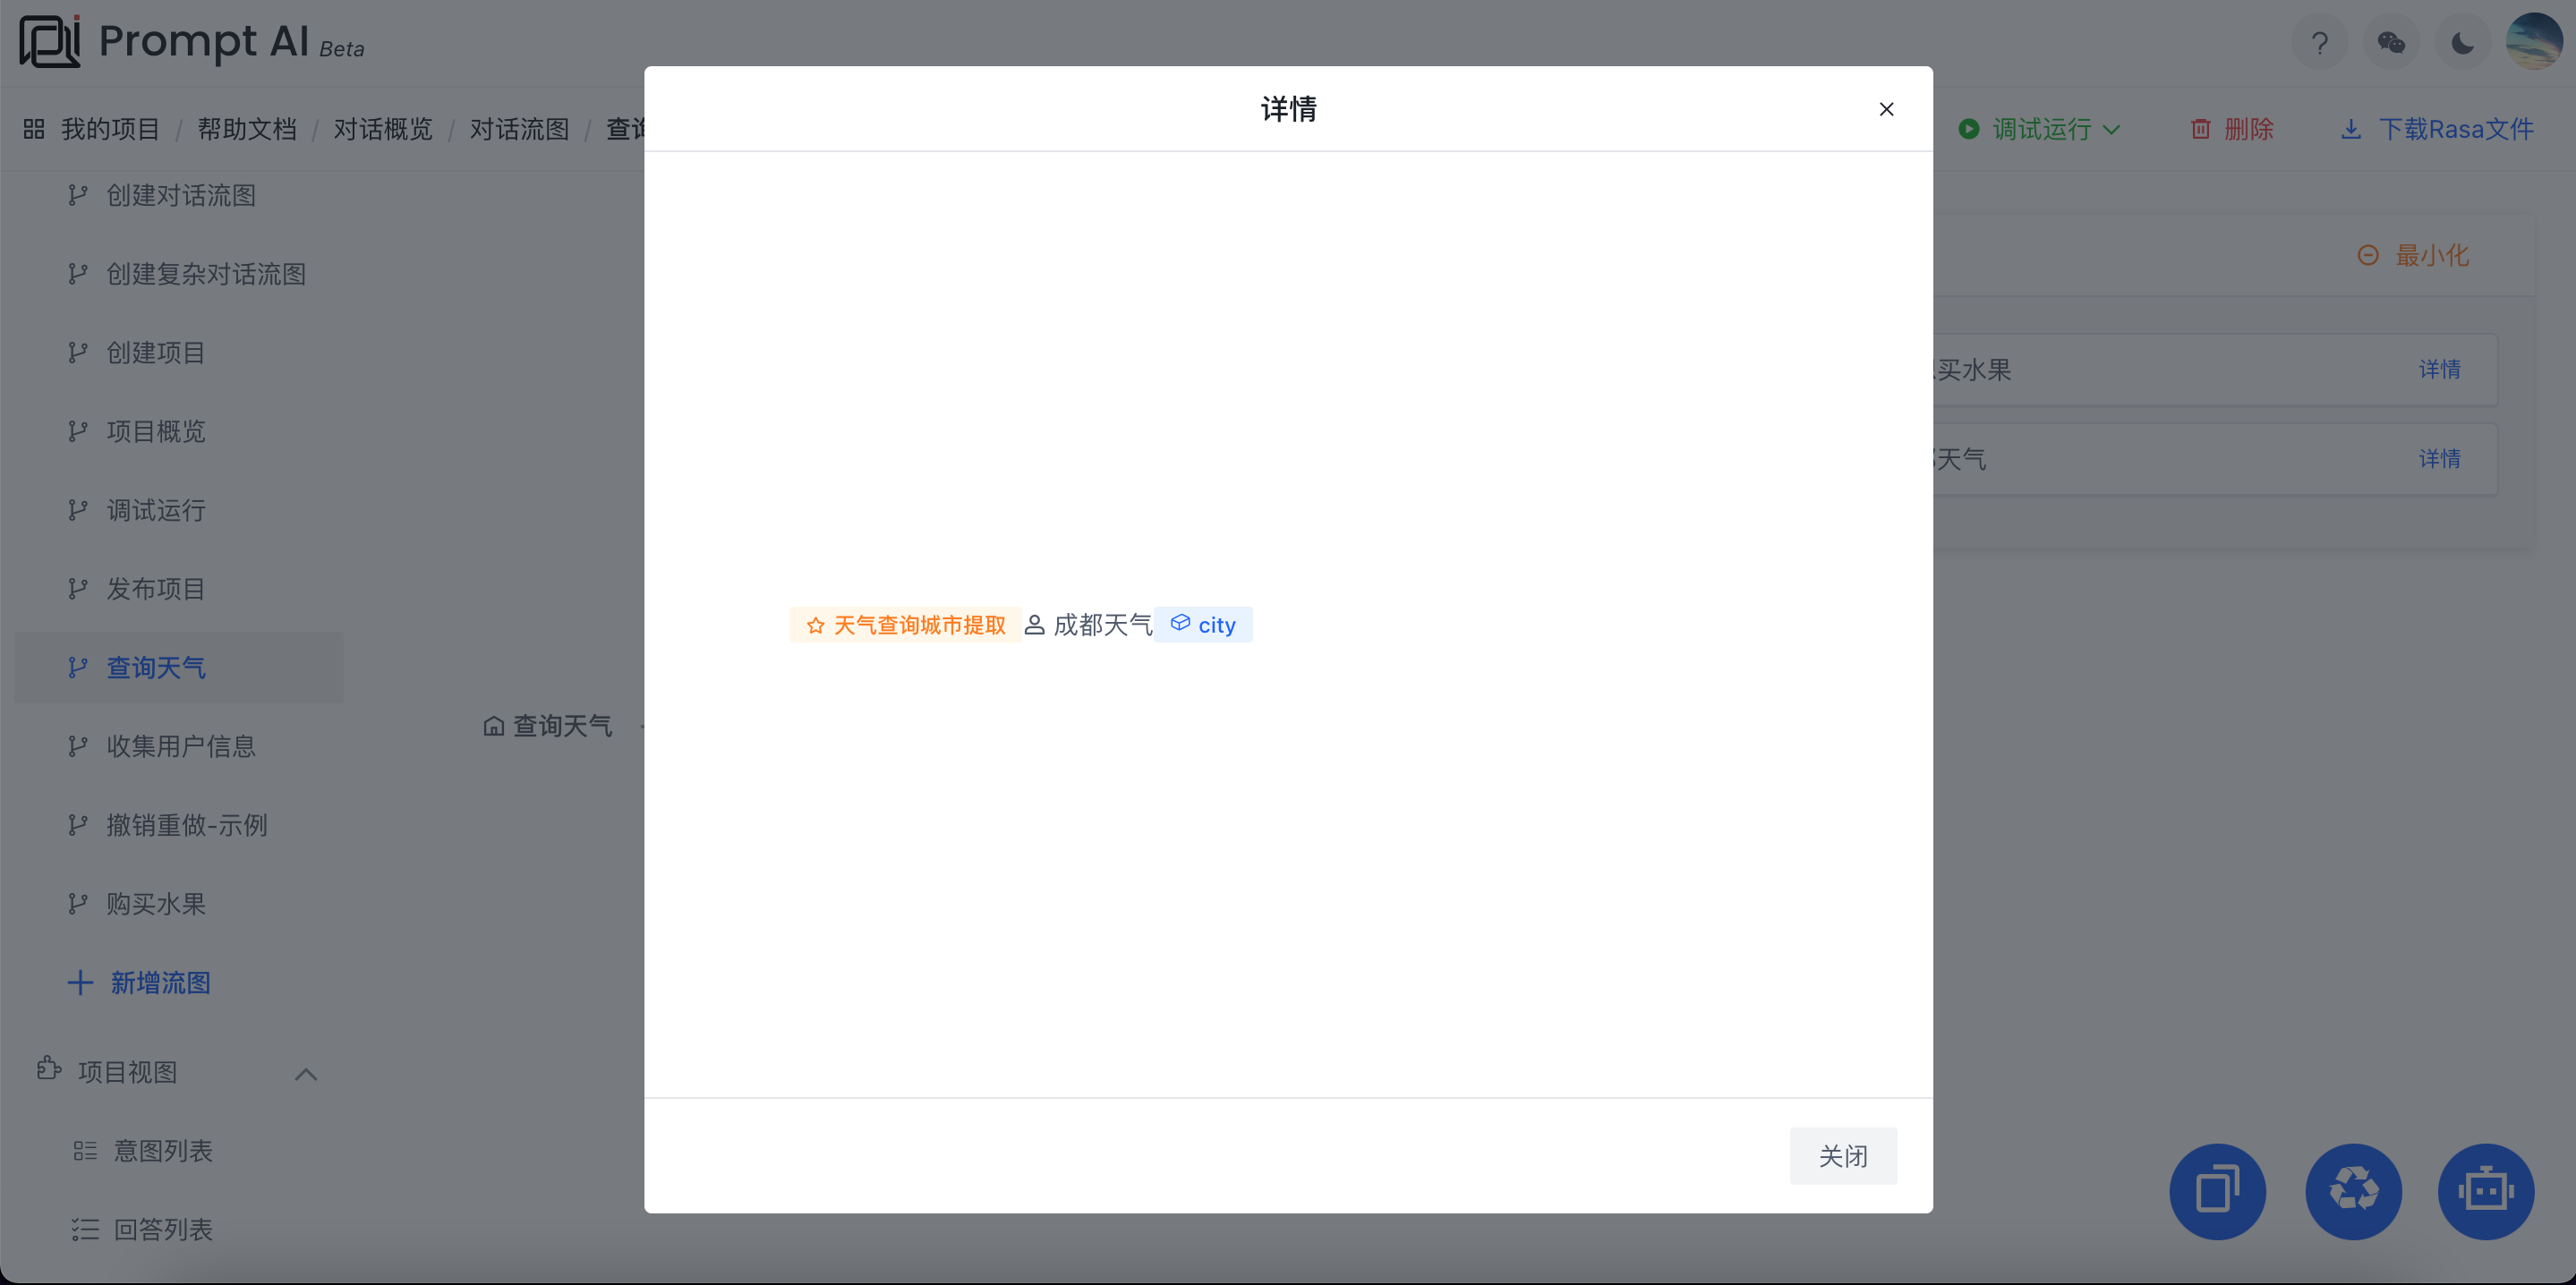 Prompt AI Beta
我的项目 / 帮助文档 / 对话概览 / 对话流图 / 查询
调试运行
删除
下载Rasa文件
详情
创建对话流图
创建复杂对话流图
创建项目
项目概览
调试运行
发布项目
查询天气
收集用户信息
撤销重做-示例
购买水果
新增流图
项目视图
意图列表
回答列表
查询天气
天气查询城市提取 成都天气 city
关闭
最小化
买水果 详情
天气 详情